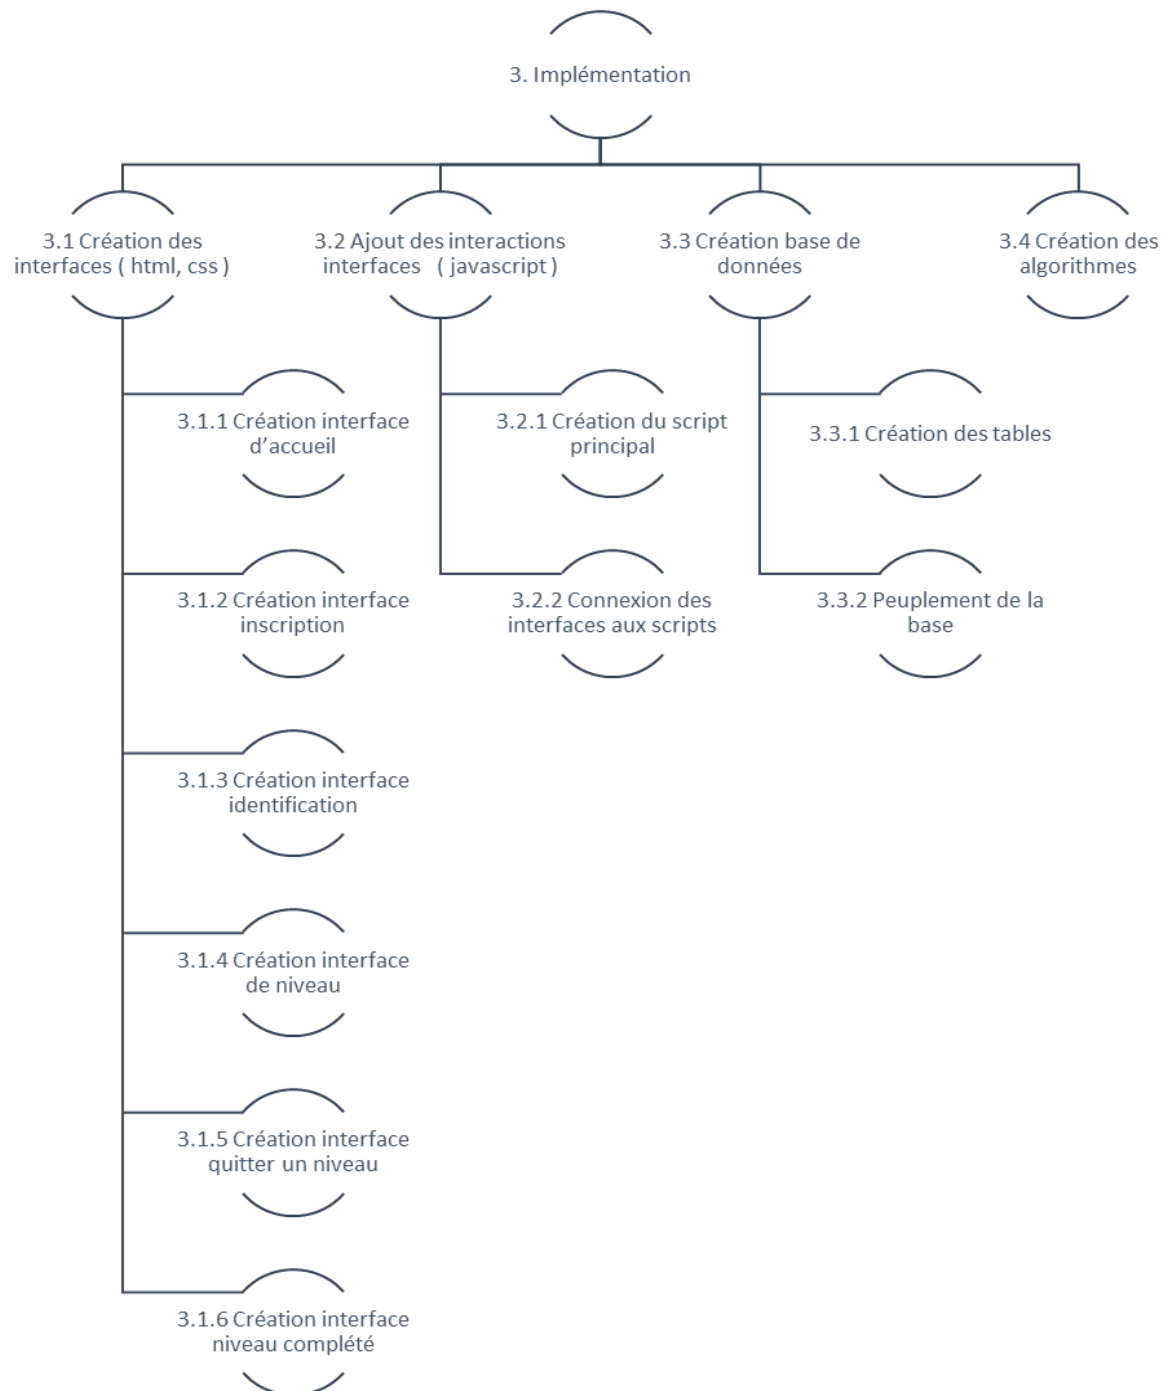 3. Implémentation
3.1 Création des
interfaces ( html, css )
3.2 Ajout des interactions
interfaces ( javascript )
3.3 Création base de
données
3.4 Création des
algorithmes
3.1.1 Création interface
d’accueil
3.2.1 Création du script
principal
3.3.1 Création des tables
3.1.2 Création interface
inscription
3.2.2 Connexion des
interfaces aux scripts
3.3.2 Peuplement de la
base
3.1.3 Création interface
identification
3.1.4 Création interface
de niveau
3.1.5 Création interface
quitter un niveau
3.1.6 Création interface
niveau complété